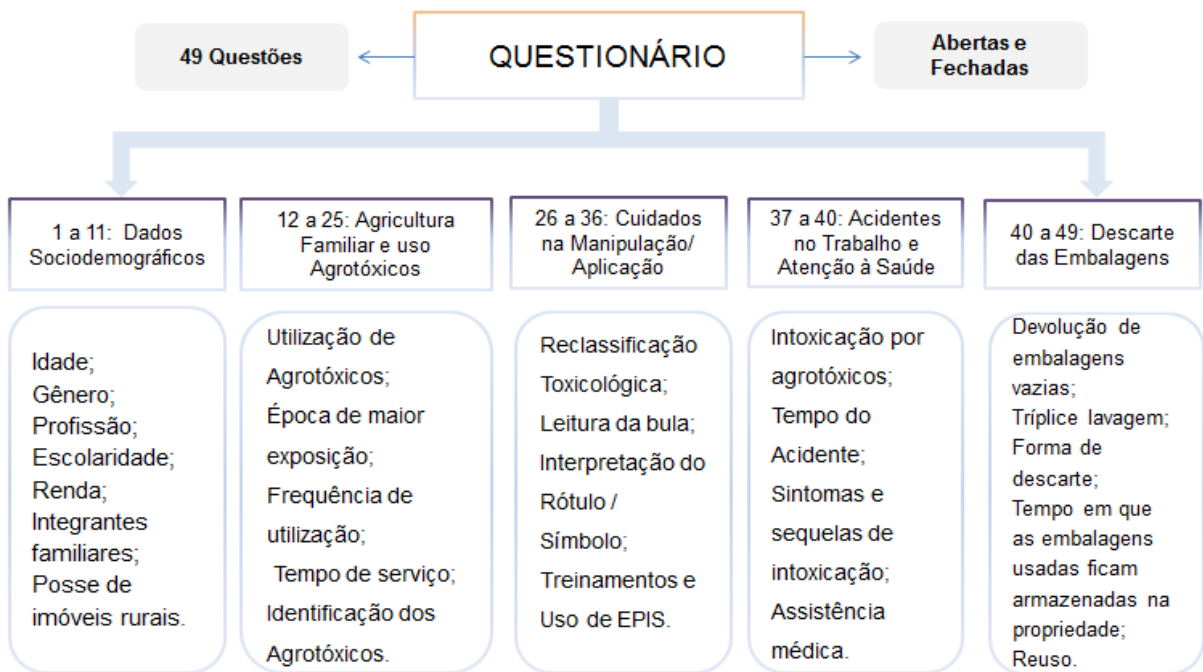 49 Questões
QUESTIONÁRIO
Abertas e
Fechadas
1 a 11: Dados
Sociodemográficos
12 a 25: Agricultura
Familiar e uso
Agrotóxicos
26 a 36: Cuidados
na Manipulação/
Aplicação
37 a 40: Acidentes
no Trabalho e
Atenção à Saúde
40 a 49: Descarte
das Embalagens
Idade;
Gênero;
Profissão;
Escolaridade;
Renda;
Integrantes
familiares;
Posse de
imóveis rurais.
Utilização de
Agrotóxicos;
Época de maior
exposição;
Frequência de
utilização;
Tempo de serviço;
Identificação dos
Agrotóxicos.
Reclassificação
Toxicológica;
Leitura da bula;
Interpretação do
Rótulo /
Símbolo;
Treinamentos e
Uso de EPIS.
Intoxicação por
agrotóxicos;
Tempo do
Acidente;
Sintomas e
sequelas de
intoxicação;
Assistência
médica.
Devolução de
embalagens
vazias;
Tríplice lavagem;
Forma de
descarte;
Tempo em que
as embalagens
usadas ficam
armazenadas na
propriedade;
Reuso.